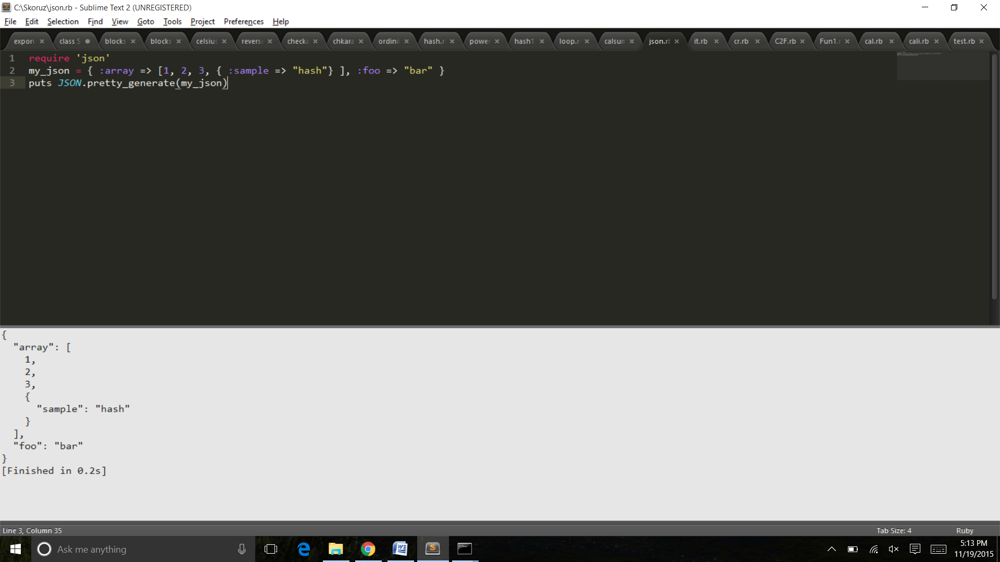 C:\Skoruz\json.rb - Sublime Text 2 (UNREGISTERED)
File Edit Selection Find View Goto Tools Project Preferences Help
expon class S blocks blocks celsius reverse checka chkara ordini hash.r power hash1 loop.r calsum json.rb it.rb cr.rb C2F.rb Fun1.r cal.rb cali.rb test.rb
1 require 'json'
2 my_json = { :array => [1, 2, 3, { :sample => "hash"} ], :foo => "bar" }
3 puts JSON.pretty_generate(my_json)
{
  "array": [
    1,
    2,
    3,
    {
      "sample": "hash"
    }
  ],
  "foo": "bar"
}
[Finished in 0.2s]
Line 3, Column 35 Tab Size: 4 Ruby
Ask me anything
5:13 PM
11/19/2015